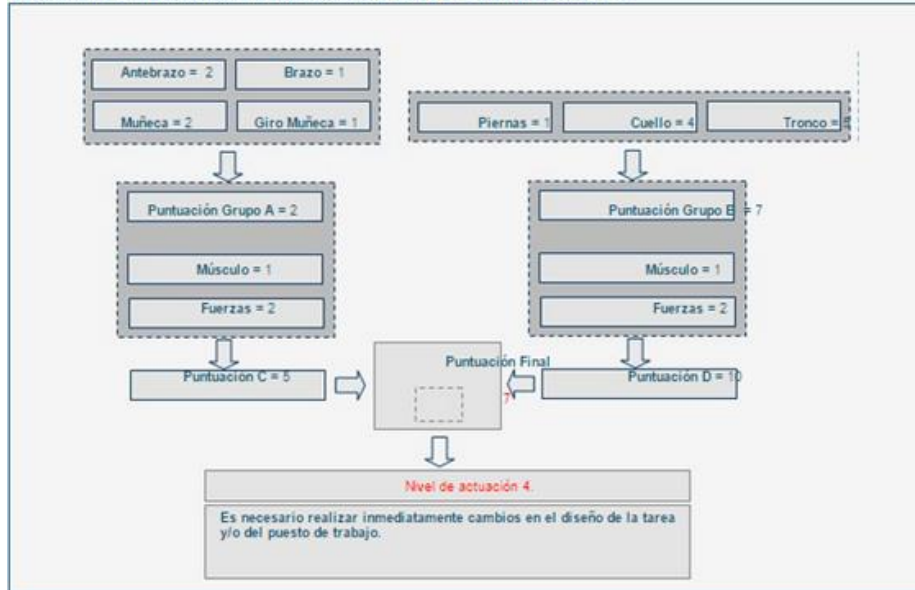 Antebrazo = 2
Brazo = 1
Muñeca = 2
Giro Muñeca = 1
Piernas = 1
Cuello = 4
Tronco =
Puntuación Grupo A = 2
Músculo = 1
Fuerzas = 2
Puntuación Grupo B = 7
Músculo = 1
Fuerzas = 2
Puntuación C = 5
Puntuación Final
7
Puntuación D = 10
Nivel de actuación 4.
Es necesario realizar inmediatamente cambios en el diseño de la tarea
y/o del puesto de trabajo.